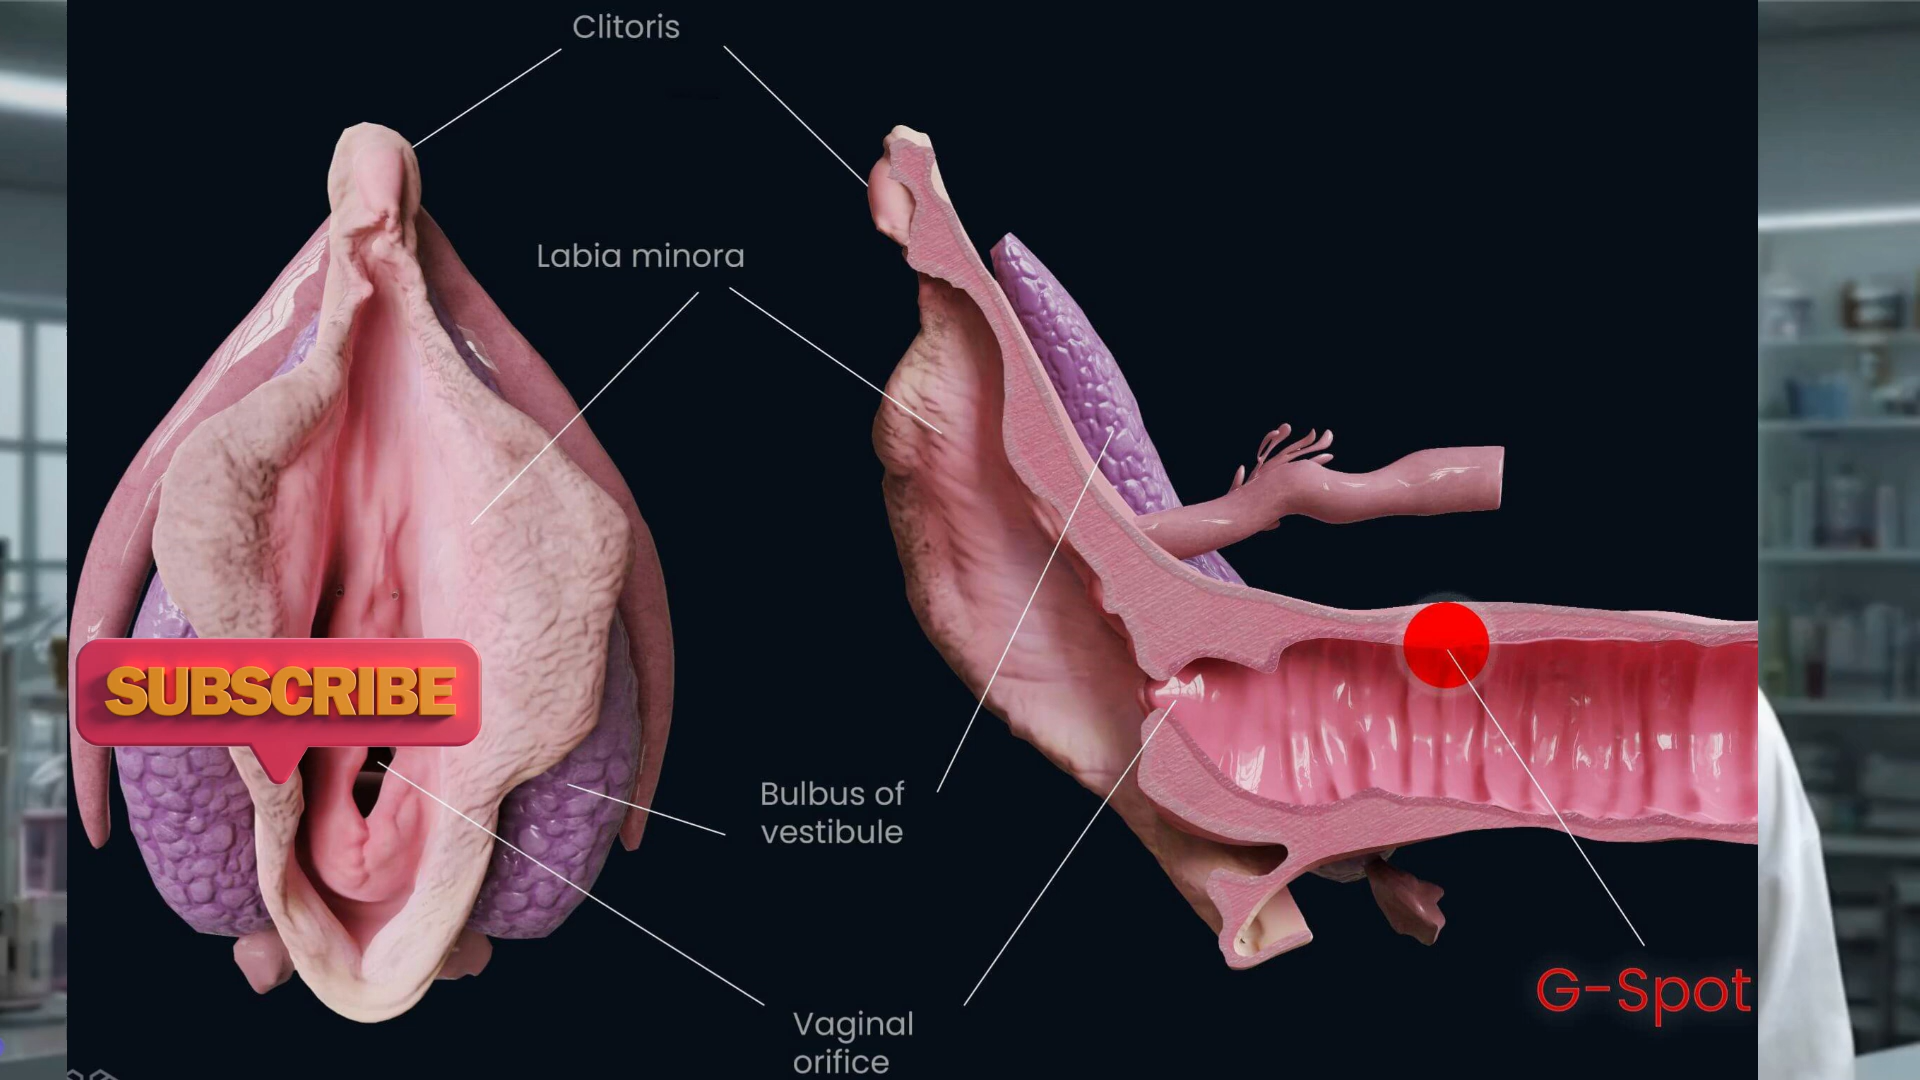 Clitoris
Labia minora
SUBSCRIBE
Bulbus of
vestibule
G-Spot
Vaginal
orifice